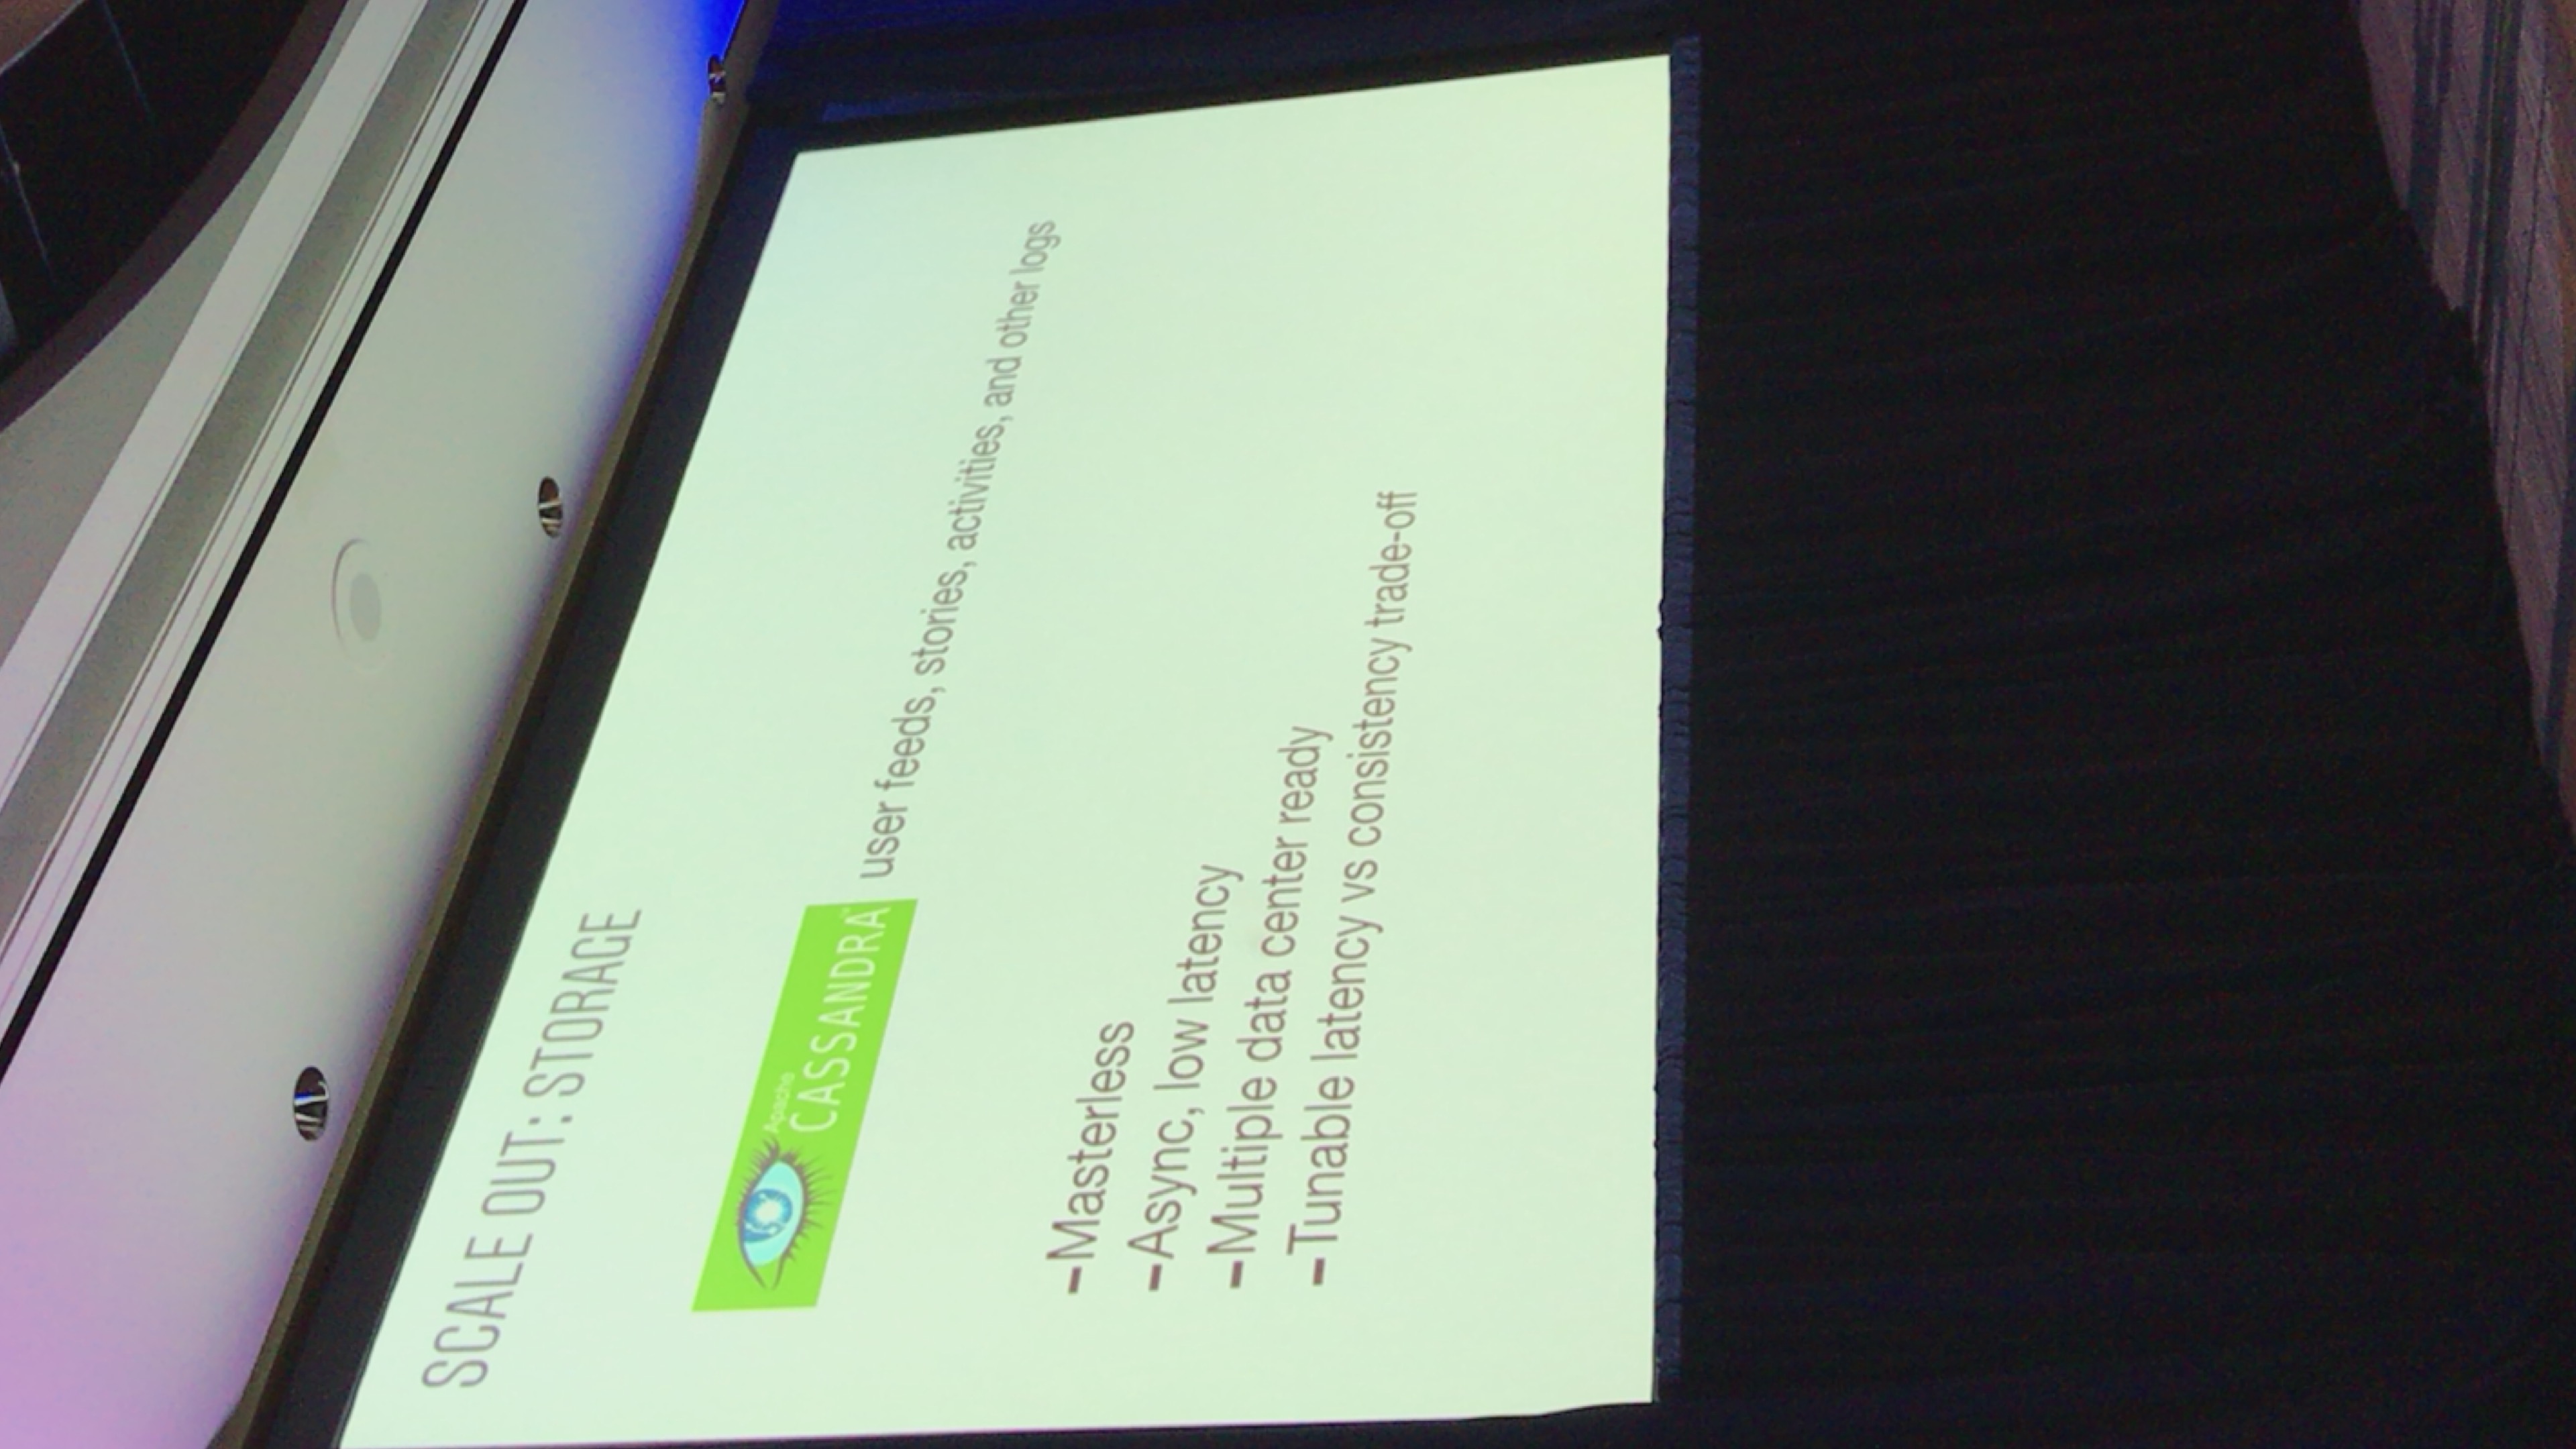 SCALE OUT: STORAGE
Apache
CASSANDRA™
user feeds, stories, activities, and other logs
–Masterless
–Async, low latency
–Multiple data center ready
–Tunable latency vs consistency trade-off